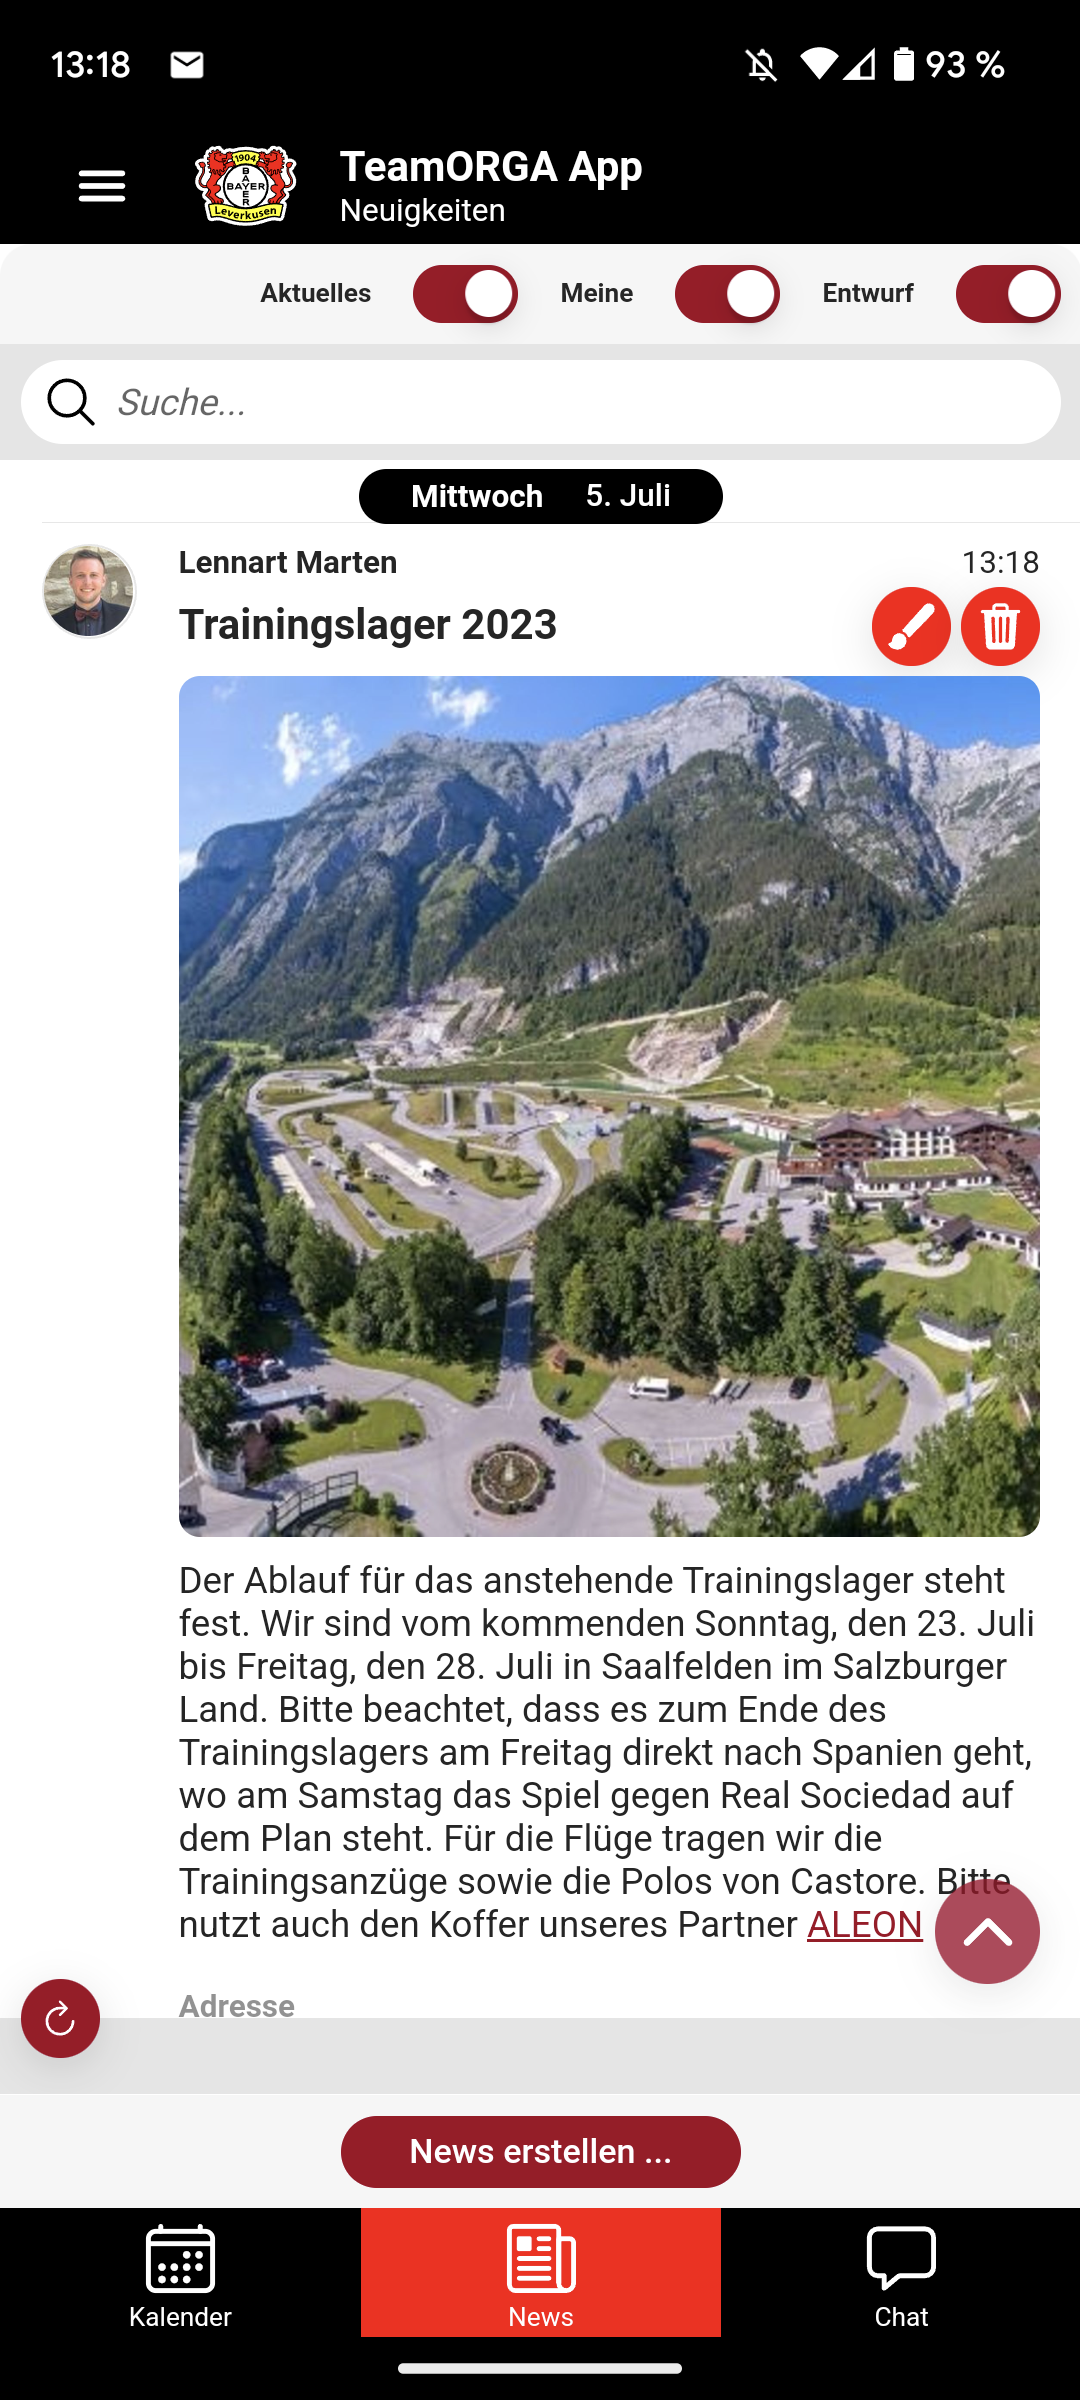 13:18
93 %
1904
BAYER
BAYER
Leverkusen
TeamORGA App
Neuigkeiten
Aktuelles Meine Entwurf
Suche...
Mittwoch 5. Juli
Lennart Marten 13:18
Trainingslager 2023
Der Ablauf für das anstehende Trainingslager steht
fest. Wir sind vom kommenden Sonntag, den 23. Juli
bis Freitag, den 28. Juli in Saalfelden im Salzburger
Land. Bitte beachtet, dass es zum Ende des
Trainingslagers am Freitag direkt nach Spanien geht,
wo am Samstag das Spiel gegen Real Sociedad auf
dem Plan steht. Für die Flüge tragen wir die
Trainingsanzüge sowie die Polos von Castore. Bitte
nutzt auch den Koffer unseres Partner ALEON
Adresse
News erstellen ...
Kalender News Chat